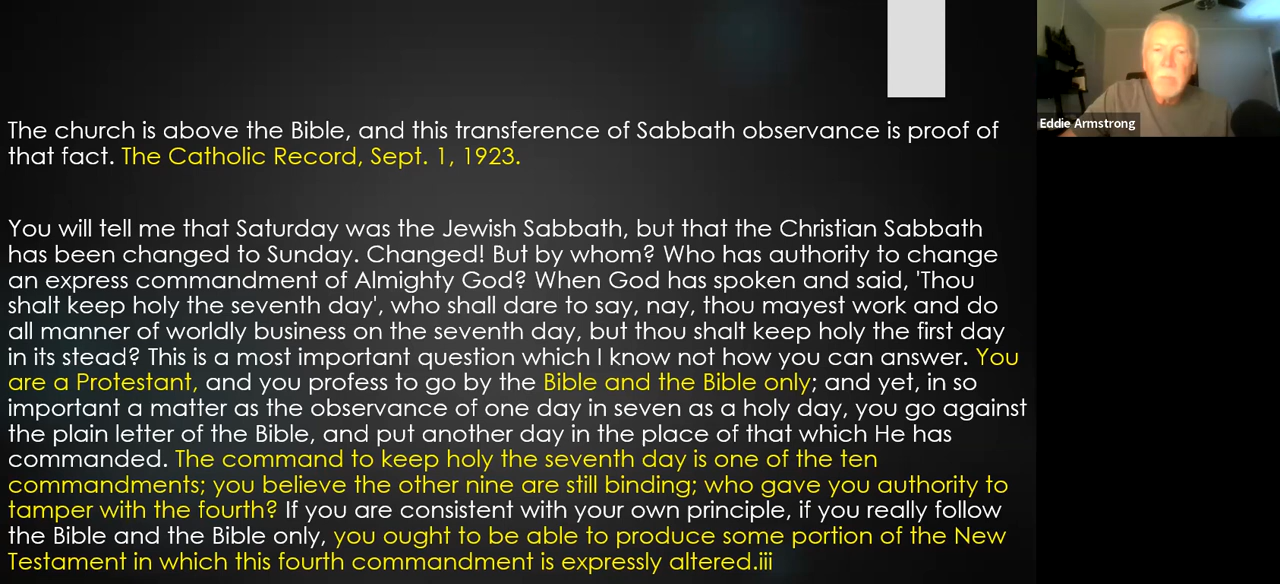 The church is above the Bible, and this transference of Sabbath observance is proof of
that fact. The Catholic Record, Sept. 1, 1923.
You will tell me that Saturday was the Jewish Sabbath, but that the Christian Sabbath
has been changed to Sunday. Changed! But by whom? Who has authority to change
an express commandment of Almighty God? When God has spoken and said, 'Thou
shalt keep holy the seventh day', who shall dare to say, nay, thou mayest work and do
all manner of worldly business on the seventh day, but thou shalt keep holy the first day
in its stead? This is a most important question which I know not how you can answer. You
are a Protestant, and you profess to go by the Bible and the Bible only; and yet, in so
important a matter as the observance of one day in seven as a holy day, you go against
the plain letter of the Bible, and put another day in the place of that which He has
commanded. The command to keep holy the seventh day is one of the ten
commandments; you believe the other nine are still binding; who gave you authority to
tamper with the fourth? If you are consistent with your own principle, if you really follow
the Bible and the Bible only, you ought to be able to produce some portion of the New
Testament in which this fourth commandment is expressly altered.iii
Eddie Armstrong